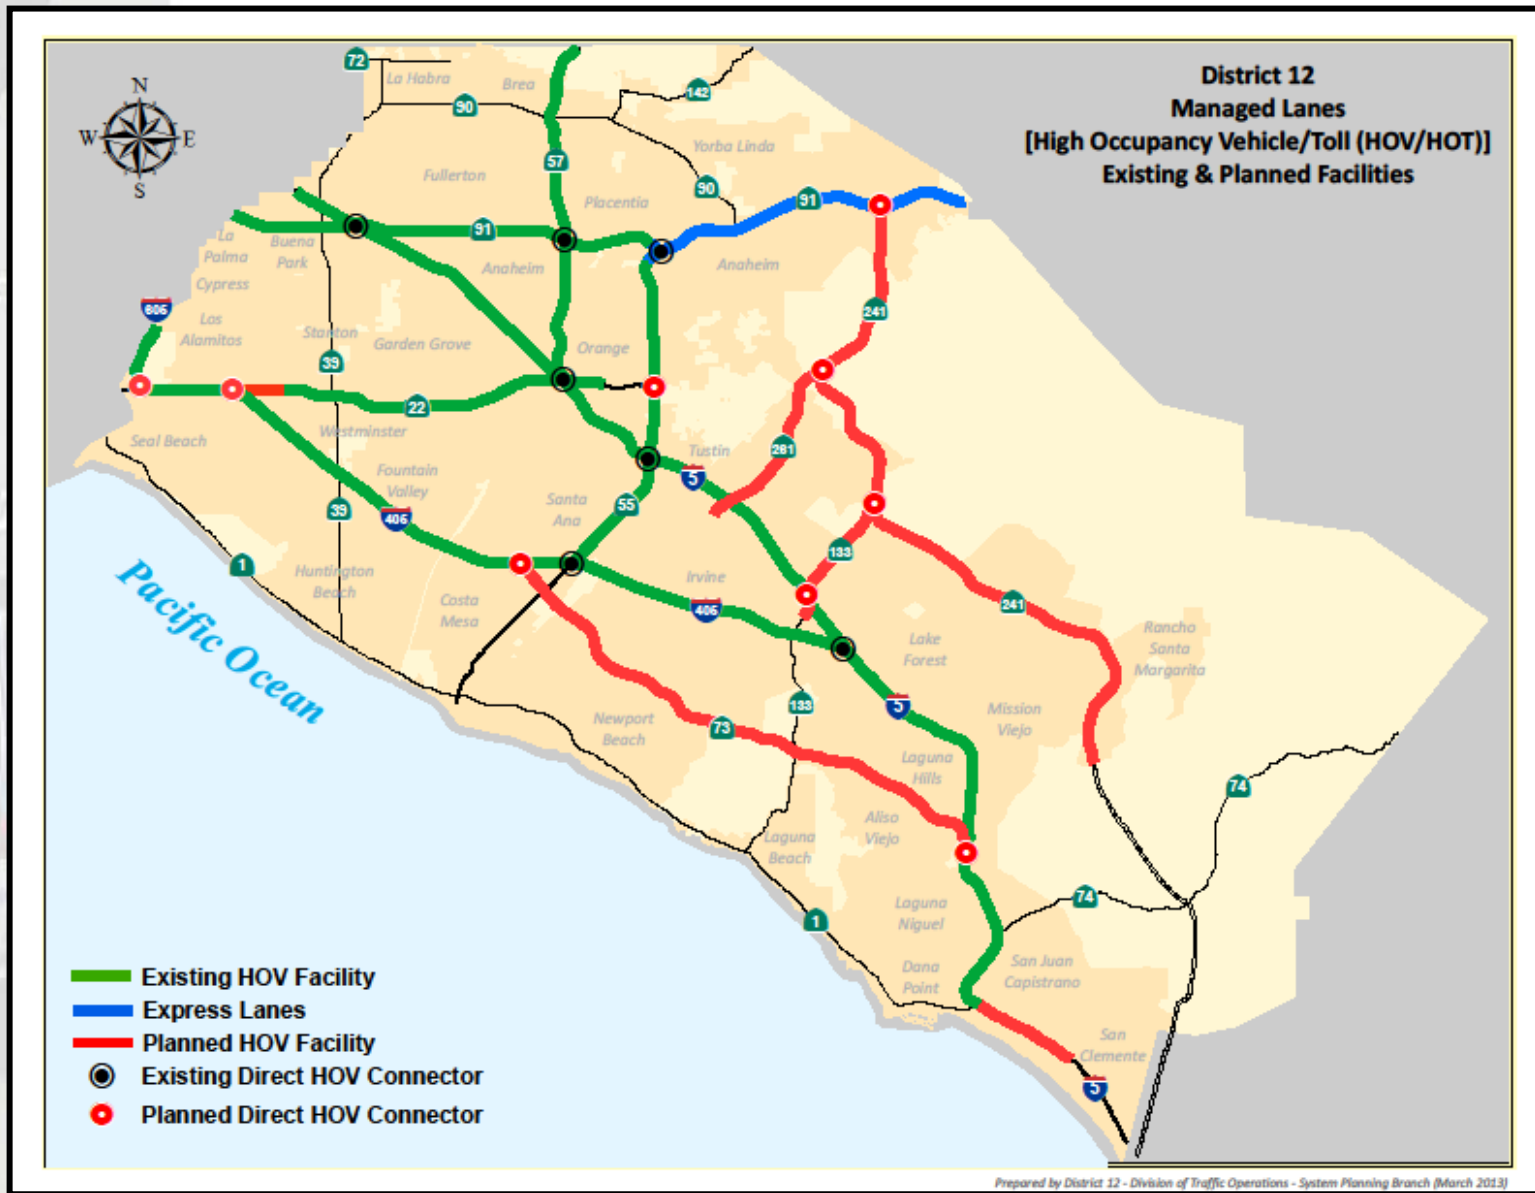 District 12
Managed Lanes
[High Occupancy Vehicle/Toll (HOV/HOT)]
Existing & Planned Facilities
N
W E
S
72
La Habra
Brea
142
90
57
Yorba Linda
Fullerton
90
Placentia
91
91
La
Palma
Buena
Park
Anaheim
Anaheim
Cypress
605
Los
Alamitos
Stanton
Garden Grove
Orange
241
39
22
Seal Beach
Westminster
Tustin
261
Fountain
Valley
5
Santa
Ana
55
39
405
133
1
Huntington
Beach
Costa
Mesa
Irvine
405
241
Pacific Ocean
Lake
Forest
Rancho
Santa
Margarita
133
5
Newport
Beach
73
Mission
Viejo
Laguna
Hills
74
Aliso
Viejo
Laguna
Beach
74
Laguna
Niguel
1
San Juan
Capistrano
Dana
Point
San
Clemente
5
Existing HOV Facility
Express Lanes
Planned HOV Facility
Existing Direct HOV Connector
Planned Direct HOV Connector
Prepared by District 12 - Division of Traffic Operations - System Planning Branch (March 2013)